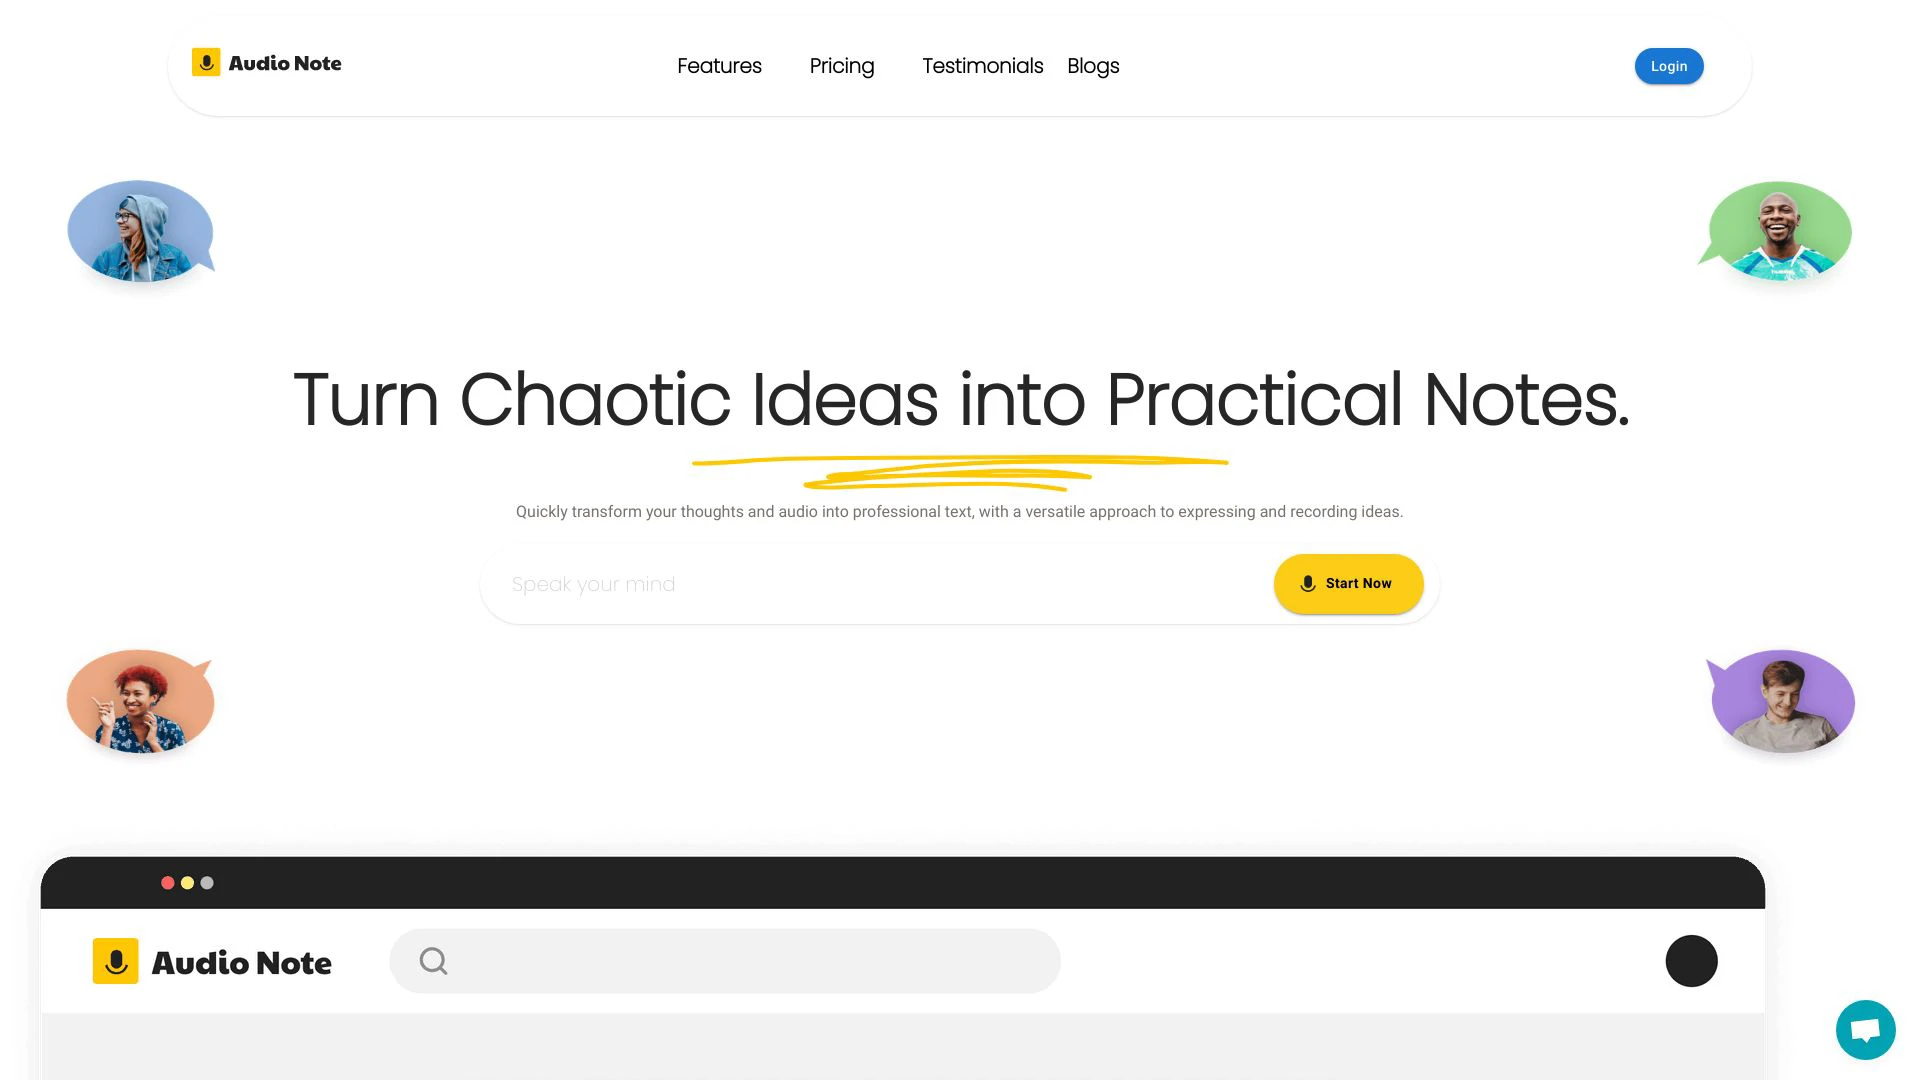 Audio Note
Features Pricing Testimonials Blogs
Login
Turn Chaotic Ideas into Practical Notes.
Quickly transform your thoughts and audio into professional text, with a versatile approach to expressing and recording ideas.
Speak your mind
Start Now
Audio Note